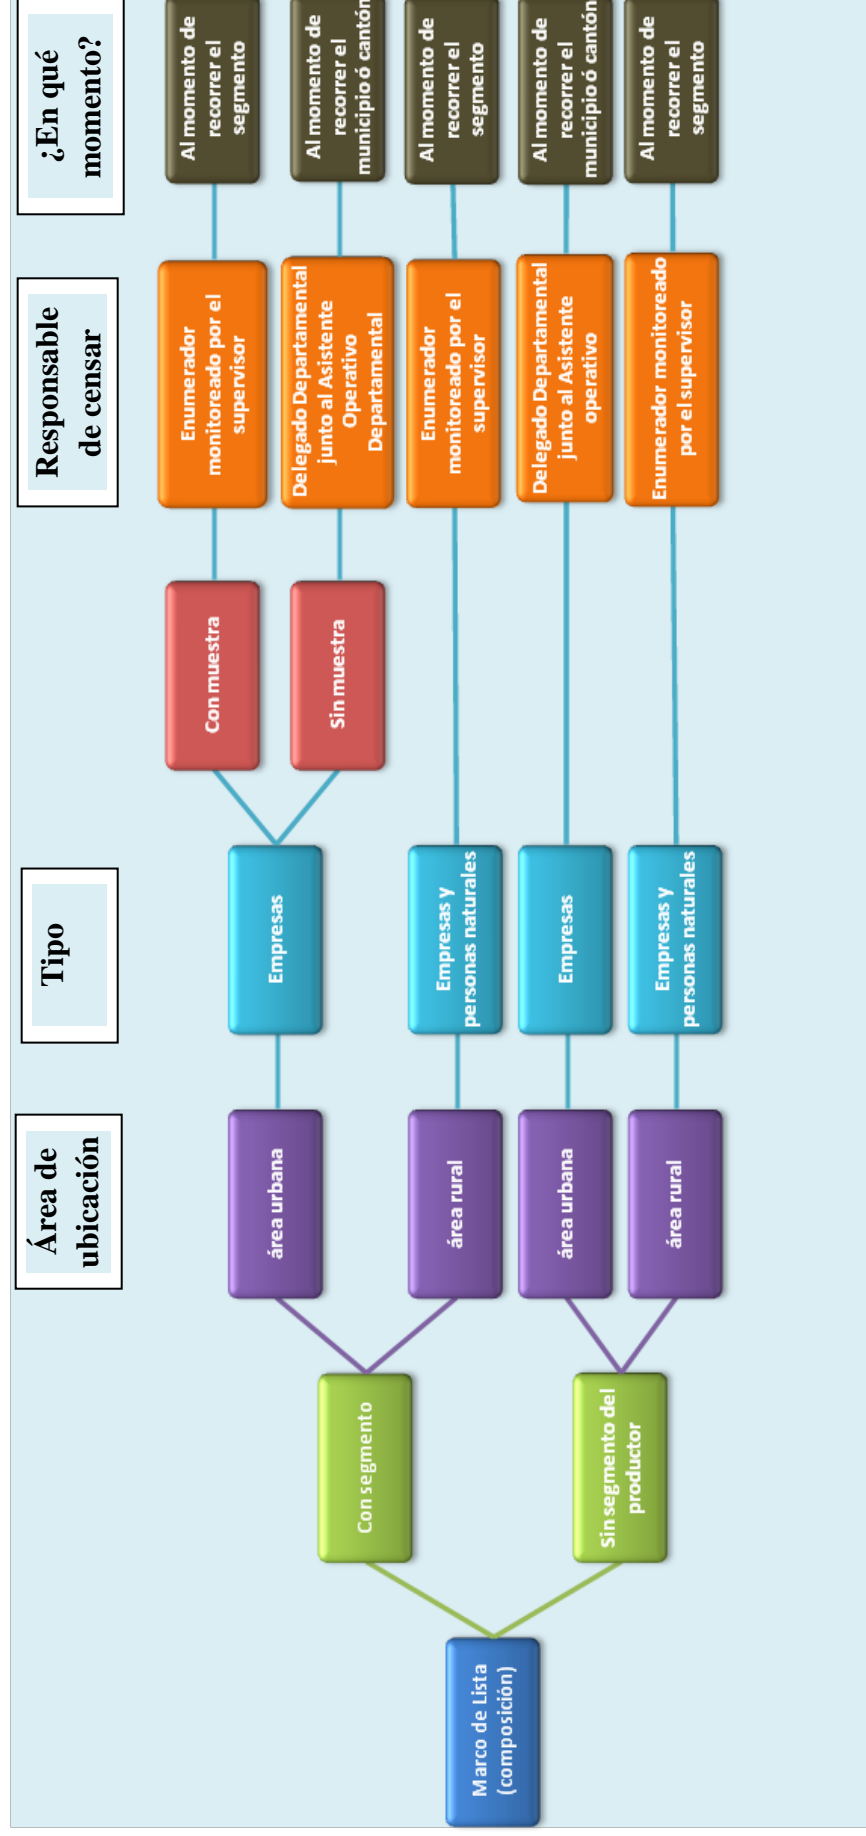 Área de
ubicación
Tipo
Responsable
de censar
¿En qué
momento?
Marco de Lista
(composición)
Con segmento
área urbana
Empresas
Con muestra
Enumerador
monitoreado por el
supervisor
Al momento de
recorrer el
segmento
Sin muestra
Delegado Departamental
junto al Asistente
Operativo
Departamental
Al momento de
recorrer el
municipio ó cantón
área rural
Empresas y
personas naturales
Enumerador
monitoreado por el
supervisor
Al momento de
recorrer el
segmento
Sin segmento del
productor
área urbana
Empresas
Delegado Departamental
junto al Asistente
operativo
Al momento de
recorrer el
municipio ó cantón
área rural
Empresas y
personas naturales
Enumerador monitoreado
por el supervisor
Al momento de
recorrer el
segmento